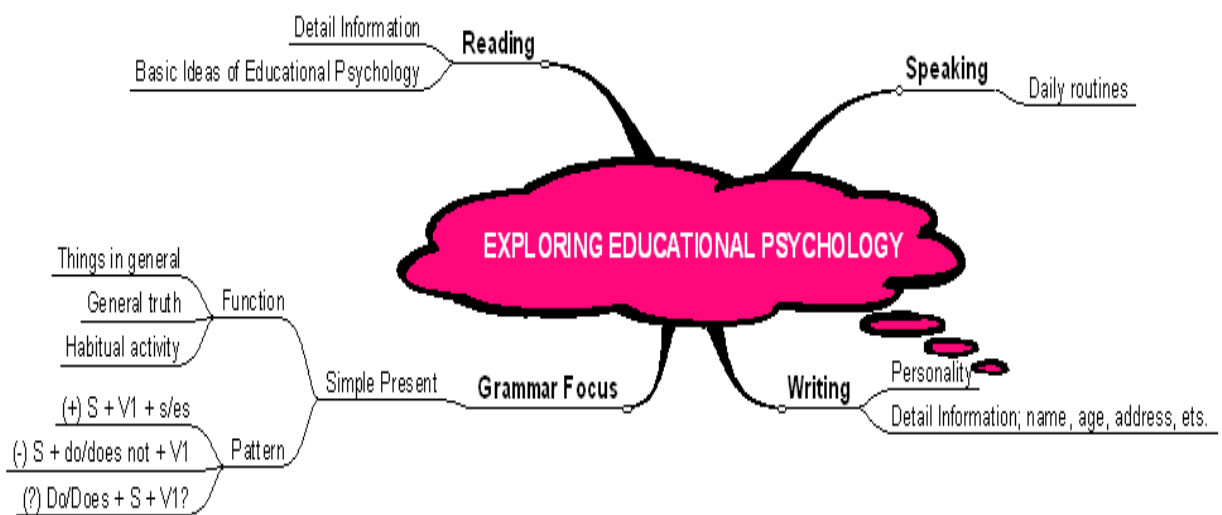 Detail Information
Reading
Basic Ideas of Educational Psychology
Speaking
Daily routines
EXPLORING EDUCATIONAL PSYCHOLOGY
Things in general
General truth
Habitual activity
Function
(+) S + V1 + s/es
(-) S + do/does not + V1
(?) Do/Does + S + V1?
Pattern
Simple Present
Grammar Focus
Writing
Personality
Detail Information; name, age, address, ets.